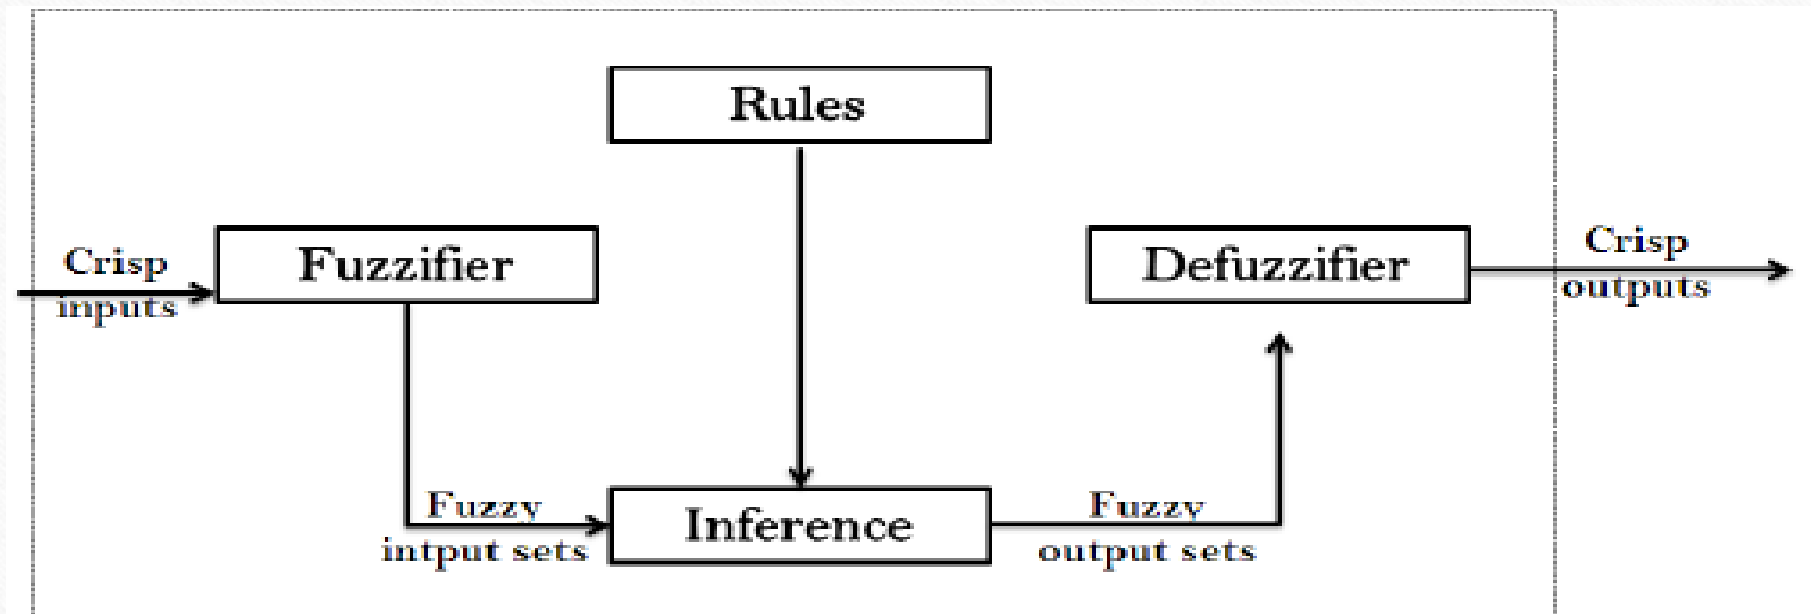 Rules
Crisp
inputs
Fuzzifier
Defuzzifier
Crisp
outputs
Fuzzy
intput sets
Inference
Fuzzy
output sets